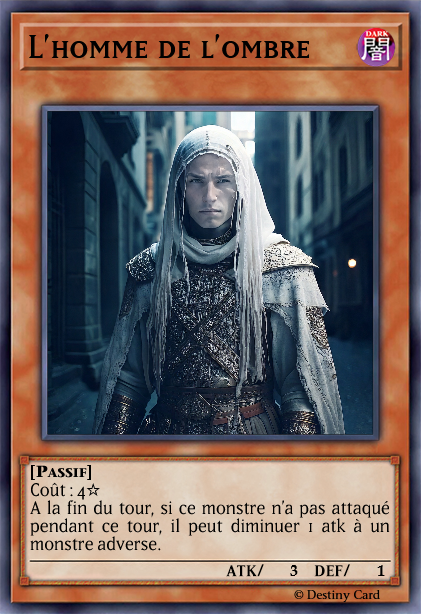 L'homme de l'ombre
DARK
闇
[Passif]
Coût : 4☆
A la fin du tour, si ce monstre n'a pas attaqué
pendant ce tour, il peut diminuer 1 atk à un
monstre adverse.
ATK/ 3 DEF/ 1
© Destiny Card